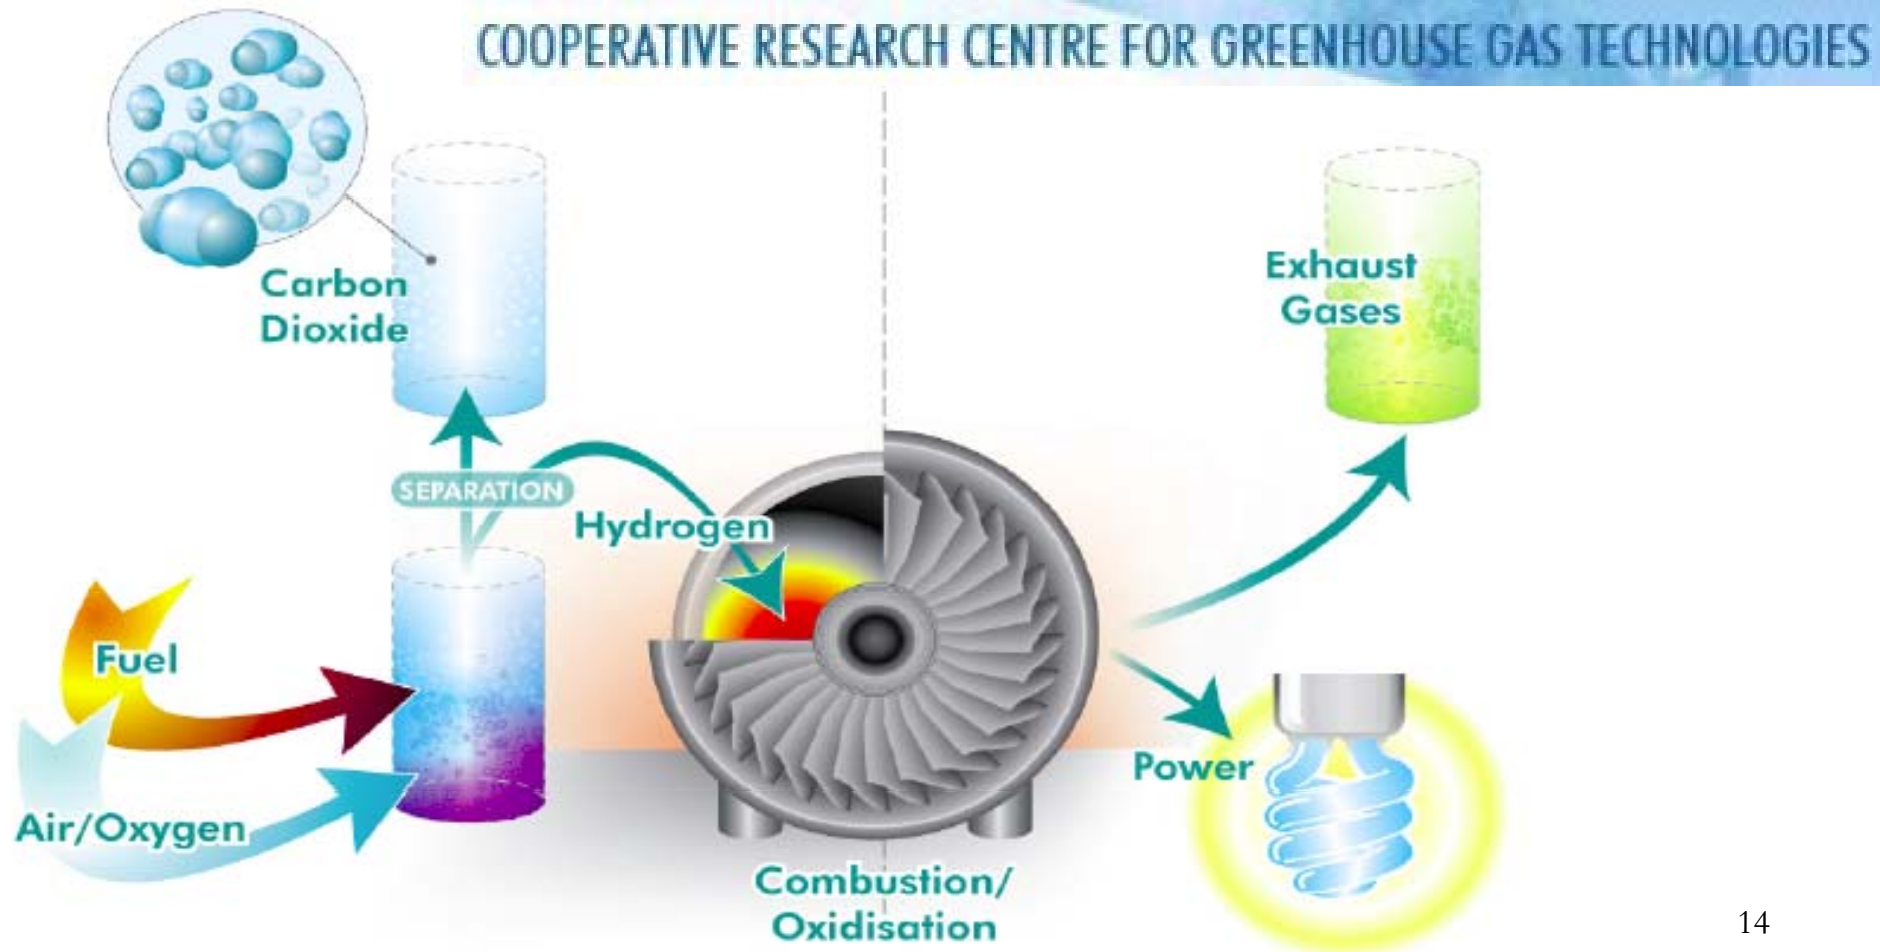 COOPERATIVE RESEARCH CENTRE FOR GREENHOUSE GAS TECHNOLOGIES
Carbon
Dioxide
Exhaust
Gases
SEPARATION
Hydrogen
Fuel
Air/Oxygen
Power
Combustion/
Oxidisation
14